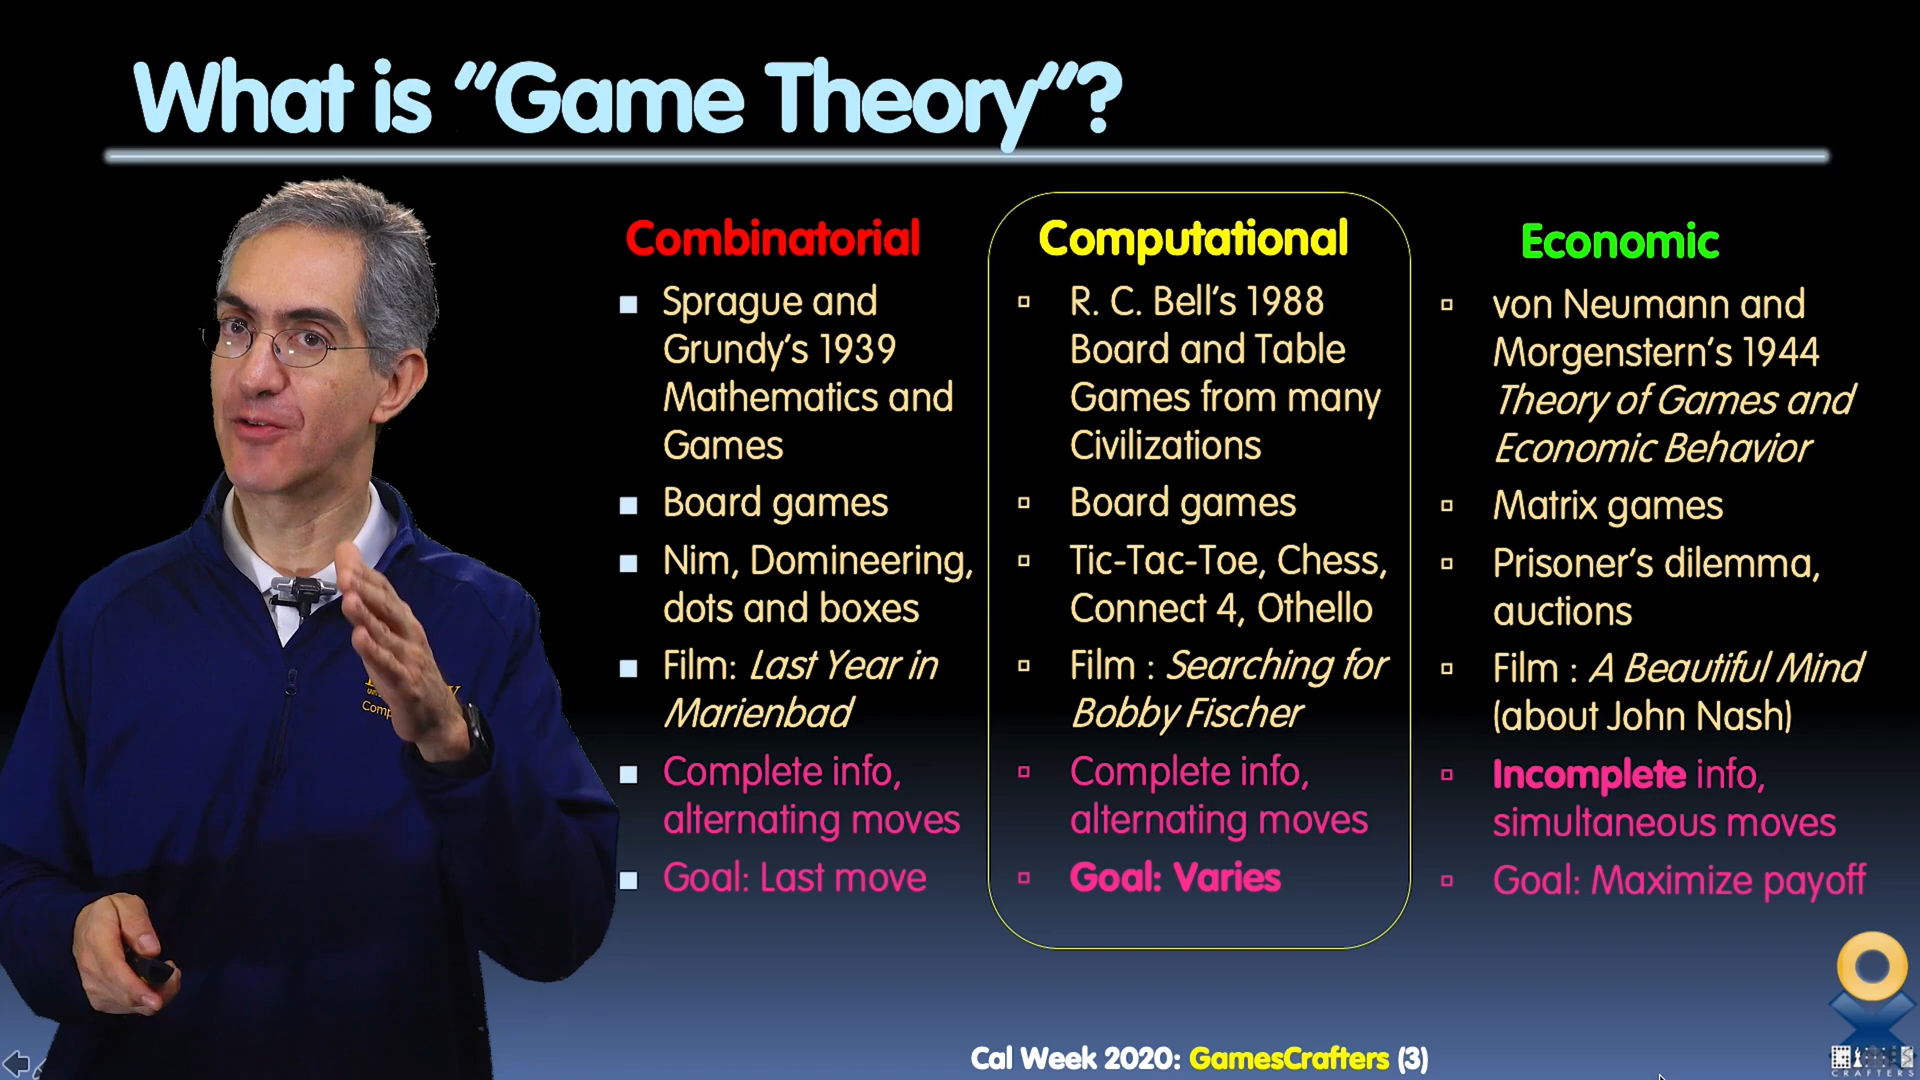 What is “Game Theory”?
Combinatorial
Sprague and
Grundy’s 1939
Mathematics and
Games
Board games
Nim, Domineering,
dots and boxes
Film: Last Year in
Marienbad
Complete info,
alternating moves
Goal: Last move
Computational
R. C. Bell’s 1988
Board and Table
Games from many
Civilizations
Board games
Tic-Tac-Toe, Chess,
Connect 4, Othello
Film : Searching for
Bobby Fischer
Complete info,
alternating moves
Goal: Varies
Economic
von Neumann and
Morgenstern’s 1944
Theory of Games and
Economic Behavior
Matrix games
Prisoner’s dilemma,
auctions
Film : A Beautiful Mind
(about John Nash)
Incomplete info,
simultaneous moves
Goal: Maximize payoff
Cal Week 2020: GamesCrafters (3)
CRAFTERS